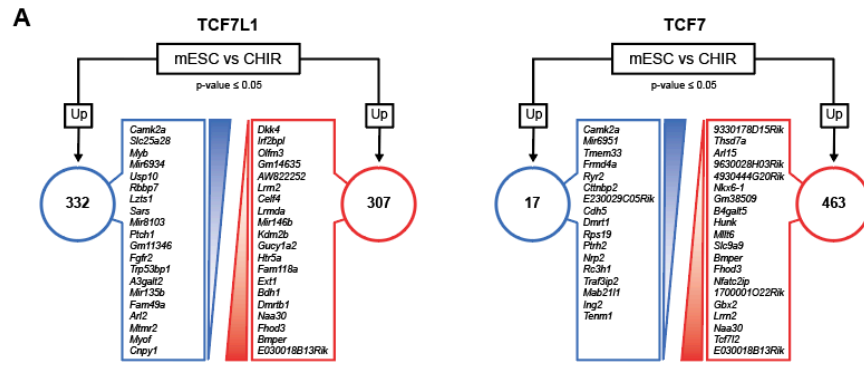 A
TCF7L1
mESC vs CHIR
p-value ≤ 0.05
Up
Up
332
Camk2a
Slc25a28
Myb
Mir6934
Usp10
Rbbp7
Lzts1
Sars
Mir8103
Ptch1
Gm11346
Fgfr2
Trp53bp1
A3galt2
Mir135b
Fam49a
Arl2
Mtmr2
Myof
Cnpy1
Dkk4
Irf2bpl
Olfm3
Gm14635
AW822252
Lrrn2
Celf4
Lrmda
Mir146b
Kdm2b
Gucy1a2
Htr5a
Fam118a
Ext1
Bdh1
Dmrtb1
Naa30
Fhod3
Bmper
E030018B13Rik
307
TCF7
mESC vs CHIR
p-value ≤ 0.05
Up
Up
17
Camk2a
Mir6951
Tmem33
Frmd4a
Ryr2
Cttnbp2
E230029C05Rik
Cdh5
Dmrt1
Rps19
Ptrh2
Nrp2
Rc3h1
Traf3ip2
Mab21l1
Ing2
Tenm1
9330178D15Rik
Thsd7a
Arl15
9630028H03Rik
4930444G20Rik
Nkx6-1
Gm38509
B4galt5
Hunk
Mllt6
Slc9a9
Bmper
Fhod3
Nfatc2ip
1700001O22Rik
Gbx2
Lrrn2
Naa30
Tcf7l2
E030018B13Rik
463